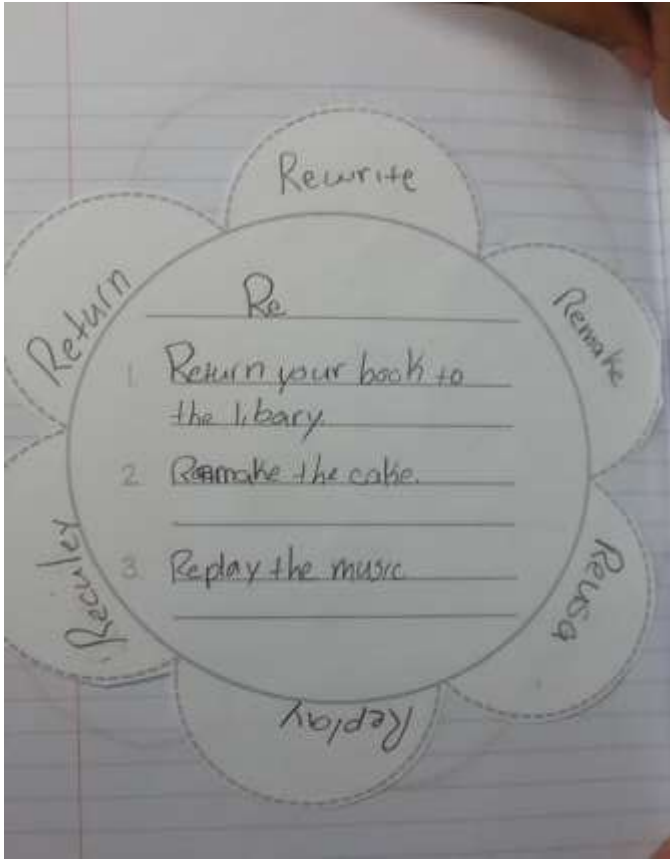 Rewrite
Return
Remake
Re
1. Return your book to
the libary.
2. Remake the cake.
3. Replay the music
Reculey
Reusa
Replay